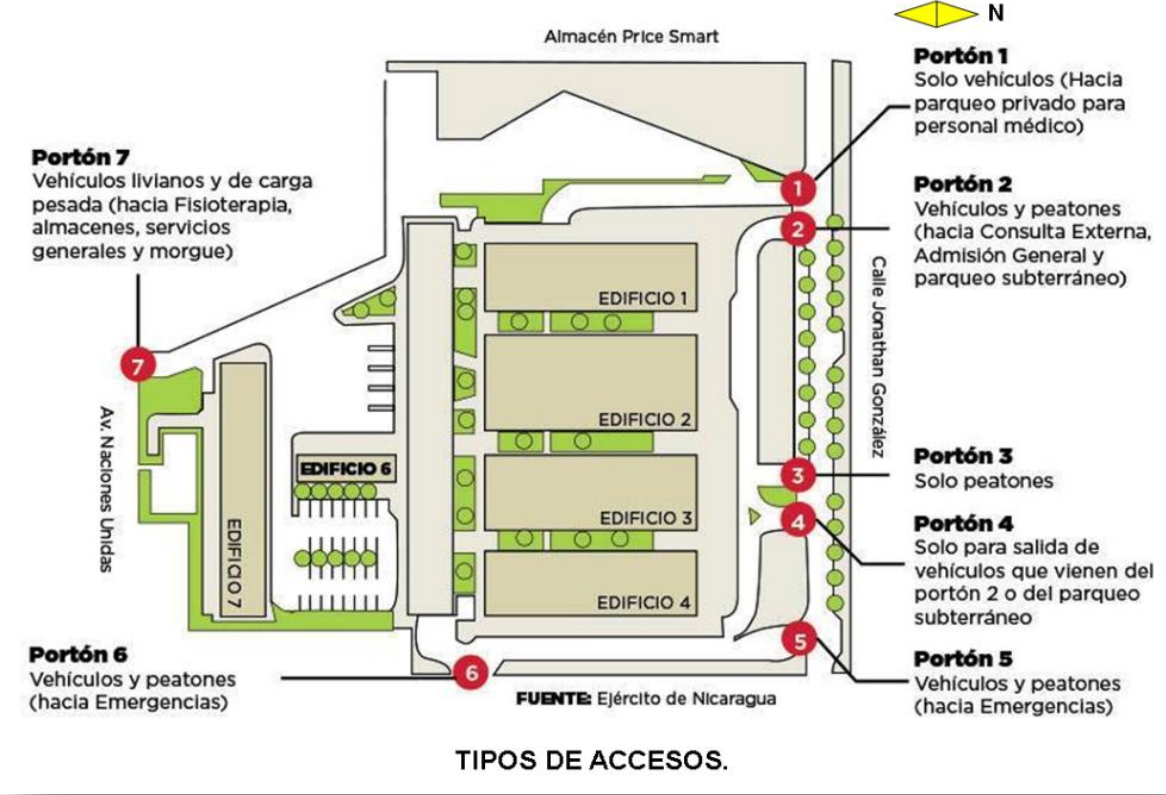 N
Almacén Price Smart
Portón 1
Solo vehículos (Hacia
parqueo privado para
personal médico)
Portón 7
Vehículos livianos y de carga
pesada (hacia Fisioterapia,
almacenes, servicios
generales y morgue)
Portón 2
Vehículos y peatones
(hacia Consulta Externa,
Admisión General y
parqueo subterráneo)
1
2
7
Calle Jonathan González
Av. Naciones Unidas
EDIFICIO 1
EDIFICIO 2
EDIFICIO 6
EDIFICIO 3
EDIFICIO 7
EDIFICIO 4
3
4
Portón 3
Solo peatones
Portón 4
Solo para salida de
vehículos que vienen del
portón 2 o del parqueo
subterráneo
5
6
Portón 6
Vehículos y peatones
(hacia Emergencias)
Portón 5
Vehículos y peatones
(hacia Emergencias)
FUENTE: Ejército de Nicaragua
TIPOS DE ACCESOS.